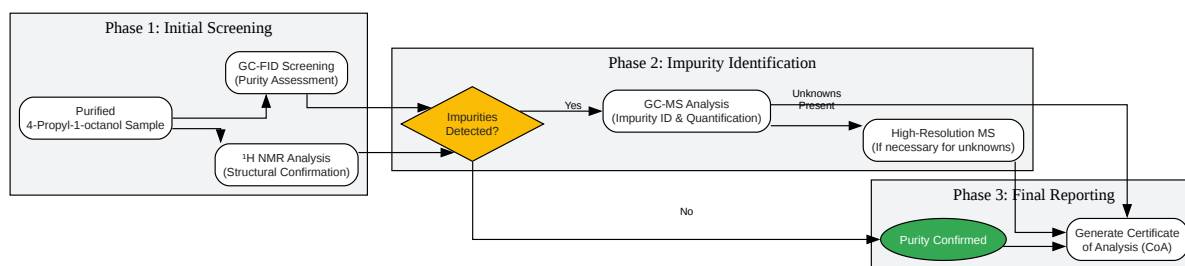 Phase 1: Initial Screening
GC-FID Screening
(Purity Assessment)
Purified
4-Propyl-1-octanol Sample
¹H NMR Analysis
(Structural Confirmation)
Phase 2: Impurity Identification
Impurities
Detected?
Yes
GC-MS Analysis
(Impurity ID & Quantification)
Unknowns
Present
High-Resolution MS
(If necessary for unknowns)
No
Phase 3: Final Reporting
Purity Confirmed
Generate Certificate
of Analysis (CoA)